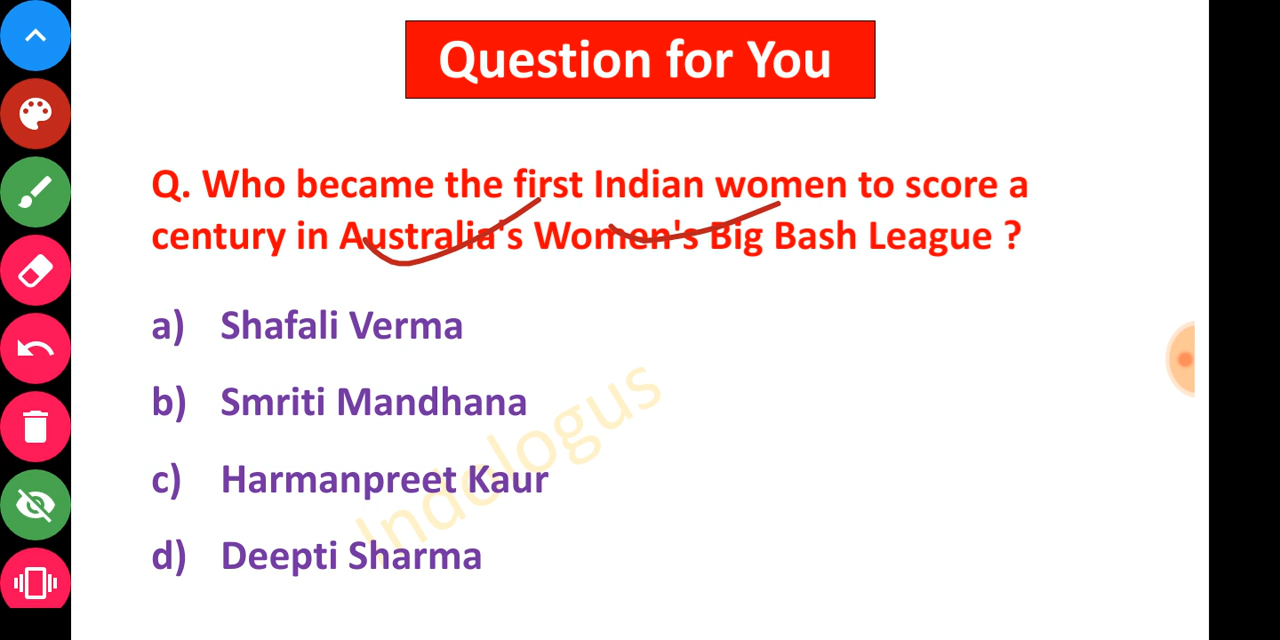 Question for You
Q. Who became the first Indian women to score a
century in Australia's Women's Big Bash League ?
a) Shafali Verma
b) Smriti Mandhana
c) Harmanpreet Kaur
d) Deepti Sharma
Indologus